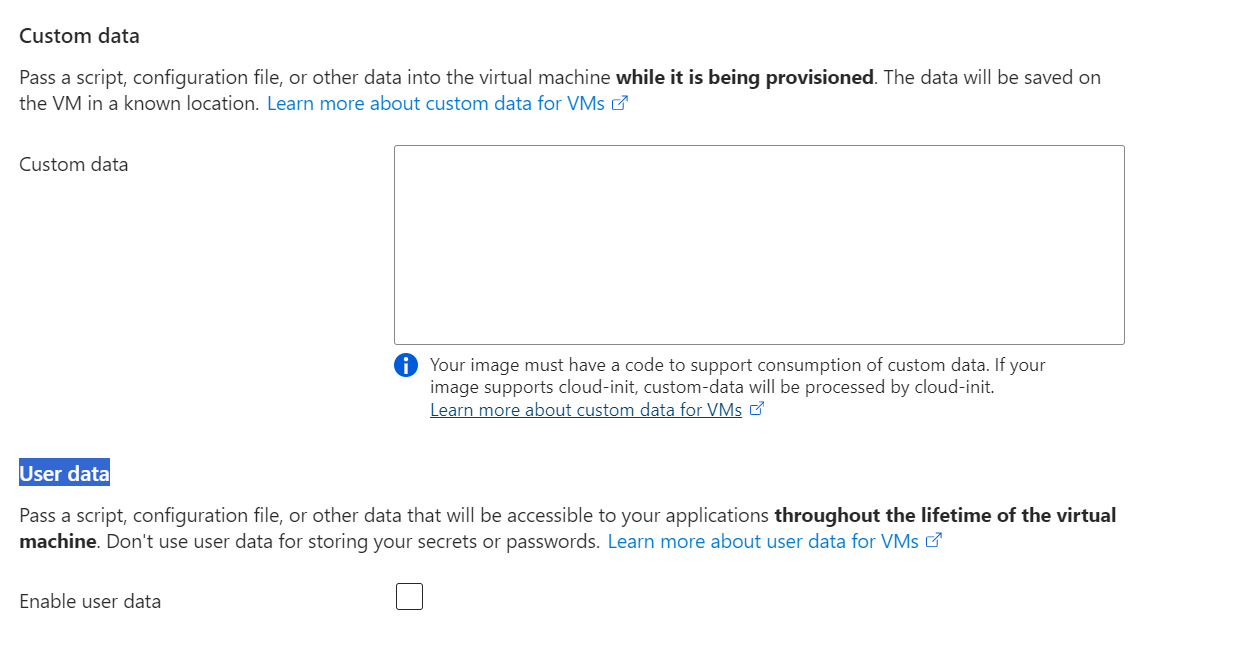 Custom data
Pass a script, configuration file, or other data into the virtual machine while it is being provisioned. The data will be saved on
the VM in a known location. Learn more about custom data for VMs
Custom data
Your image must have a code to support consumption of custom data. If your
image supports cloud-init, custom-data will be processed by cloud-init.
Learn more about custom data for VMs
User data
Pass a script, configuration file, or other data that will be accessible to your applications throughout the lifetime of the virtual
machine. Don't use user data for storing your secrets or passwords. Learn more about user data for VMs
Enable user data